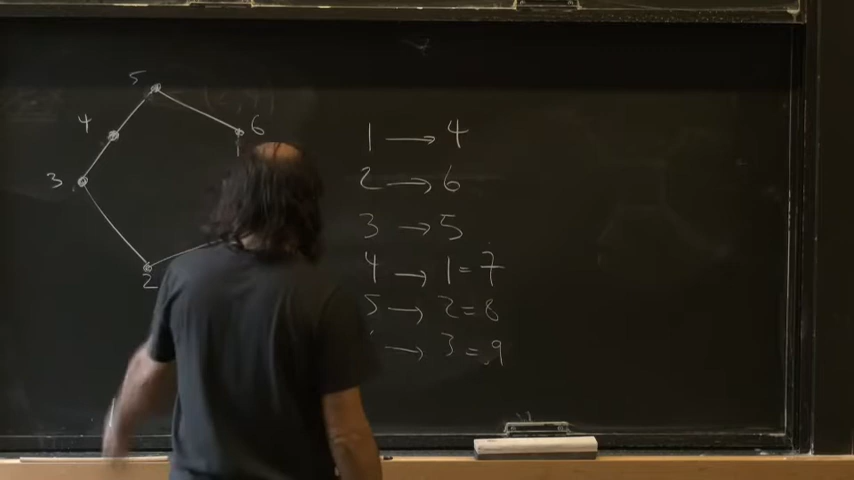 5
4
6
3
2
1 → 4
2 → 6
3 → 5
4 → 1 = 7
5 → 2 = 8
→ 3 = 9